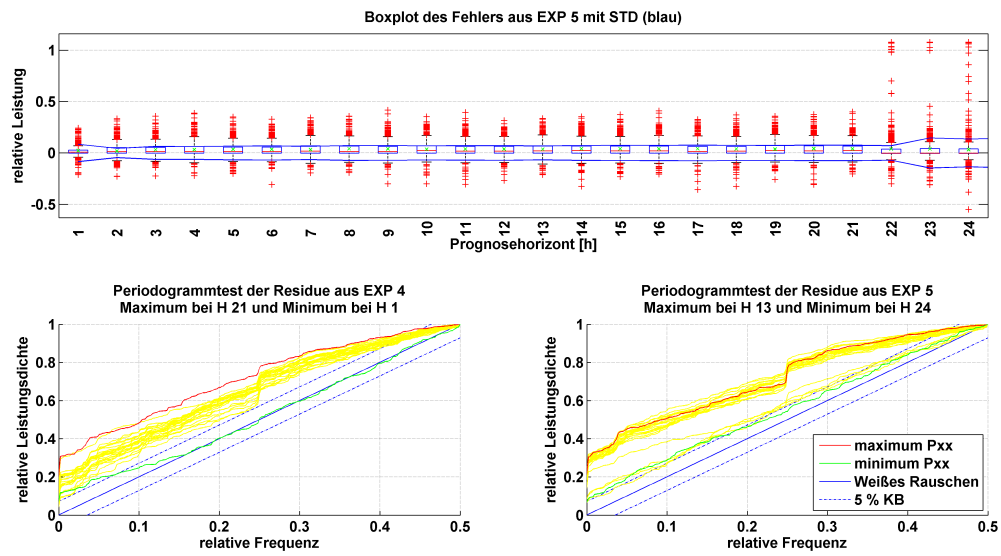 Boxplot des Fehlers aus EXP 5 mit STD (blau)
relative Leistung
1
0.5
0
-0.5
1 2 3 4 5 6 7 8 9 10 11 12 13 14 15 16 17 18 19 20 21 22 23 24
Prognosehorizont [h]
Periodogrammtest der Residue aus EXP 4
Maximum bei H 21 und Minimum bei H 1
relative Leistungsdichte
1
0.8
0.6
0.4
0.2
0
0 0.1 0.2 0.3 0.4 0.5
relative Frequenz
Periodogrammtest der Residue aus EXP 5
Maximum bei H 13 und Minimum bei H 24
relative Leistungsdichte
1
0.8
0.6
0.4
0.2
0
maximum Pxx
minimum Pxx
Weißes Rauschen
5 % KB
0 0.1 0.2 0.3 0.4 0.5
relative Frequenz